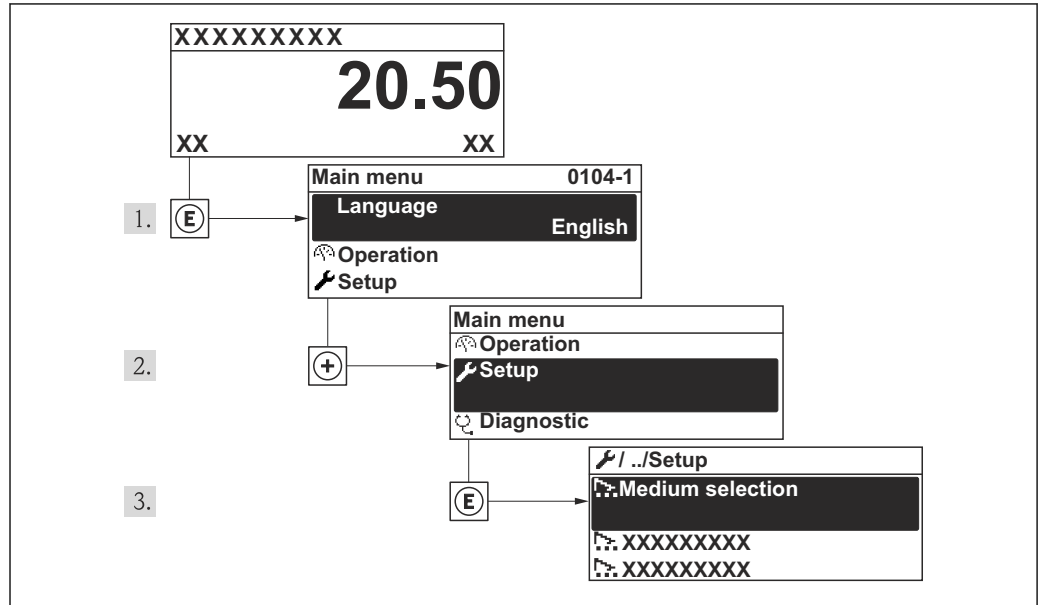 XXXXXXXXX
20.50
XX XX
1. E
Main menu 0104-1
Language
English
Operation
Setup
2. +
Main menu
Operation
Setup
Diagnostic
3. E
/ ../Setup
Medium selection
XXXXXXXXX
XXXXXXXXX